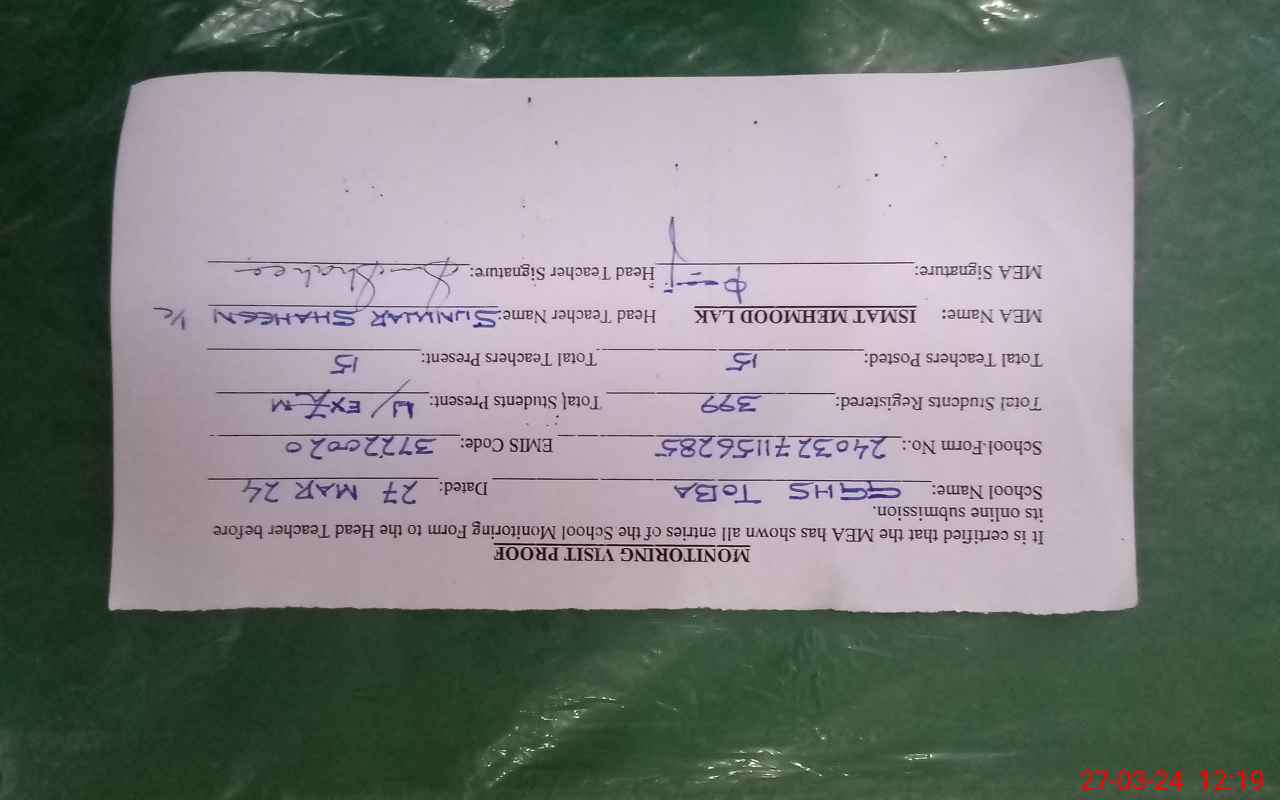 MONITORING VISIT PROOF
It is certified that the MEA has shown all entries of the School Monitoring Form to the Head Teacher before
its online submission.
School Name: GGHS TOBA Dated: 27 MAR 24
School-Form No.: 2403271156285 EMIS Code: 37220020
Total Students Registered: 399 Total Students Present: EXAM
Total Teachers Posted: 15 Total Teachers Present: 15
MEA Name: ISMAT MEHMOOD LAK Head Teacher Name: SUNWAR SHAHEEN I/C
MEA Signature: Head Teacher Signature:
27-03-24 12:19